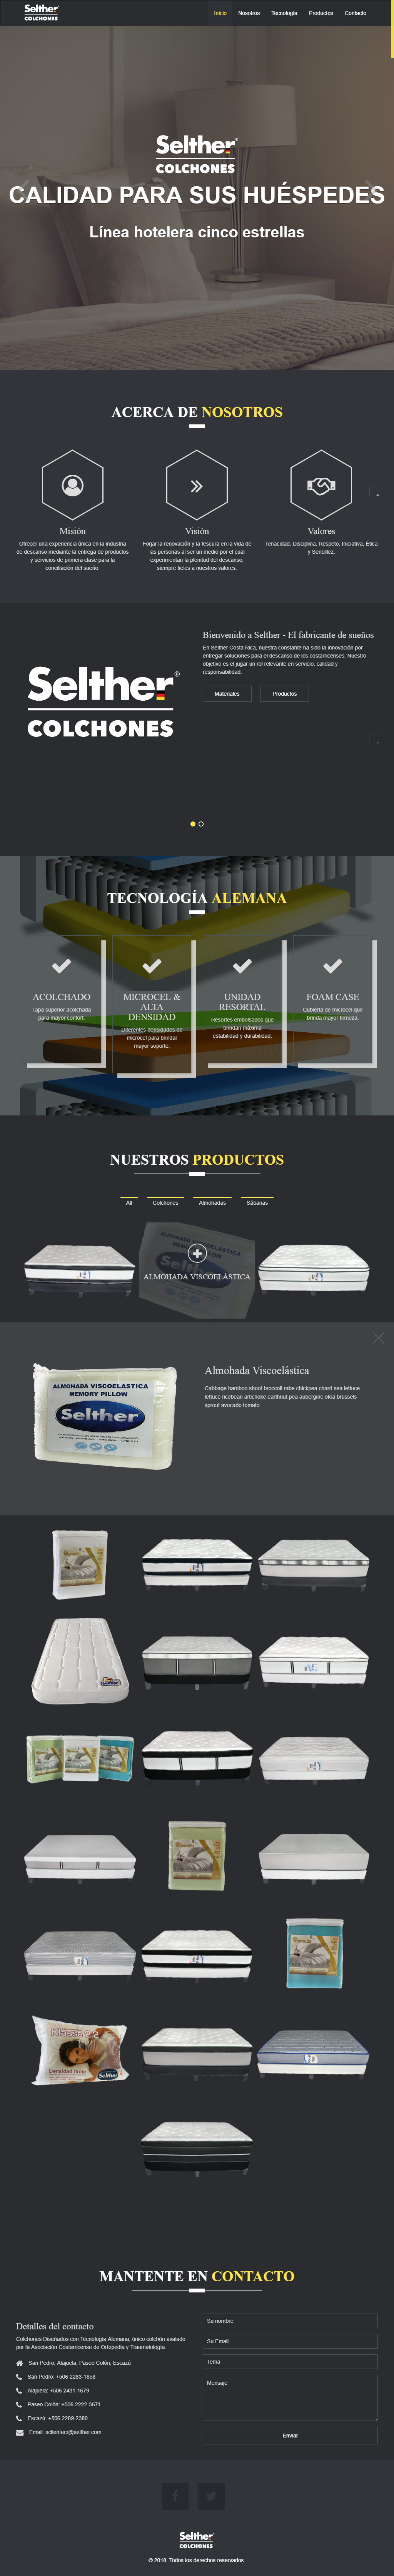 Selther®
COLCHONES
Inicio
Nosotros
Tecnología
Productos
Contacto
Selther®
COLCHONES
CALIDAD PARA SUS HUÉSPEDES
Línea hotelera cinco estrellas
ACERCA DE NOSOTROS
Misión
Ofrecer una experiencia única en la industria
de descanso mediante la entrega de productos
y servicios de primera clase para la
conciliación del sueño.
Visión
Forjar la renovación y la frescura en la vida de
las personas al ser un medio por el cual
experimentan la plenitud del descanso,
siempre fieles a nuestros valores.
Valores
Tenacidad, Disciplina, Respeto, Iniciativa, Ética
y Sencillez.
Selther®
COLCHONES
Bienvenido a Selther - El fabricante de sueños
En Selther Costa Rica, nuestra constante ha sido la innovación por
entregar soluciones para el descanso de los costarricenses. Nuestro
objetivo es el jugar un rol relevante en servicio, calidad y
responsabilidad.
Materiales
Productos
TECNOLOGÍA ALEMANA
ACOLCHADO
Tapa superior acolchada
para mayor confort.
MICROCEL &
ALTA
DENSIDAD
Diferentes densidades de
microcel para brindar
mayor soporte.
UNIDAD
RESORTAL
Resortes embolsados que
brindan máxima
estabilidad y durabilidad.
FOAM CASE
Cubierta de microcel que
brinda mayor firmeza.
NUESTROS PRODUCTOS
All
Colchones
Almohadas
Sábanas
ALMOHADA VISCOELÁSTICA
ALMOHADA VISCOELASTICA
MEMORY PILLOW
Selther
Almohada Viscoelástica
Cabbage bamboo shoot broccoli rabe chickpea chard sea lettuce
lettuce ricebean artichoke earthnut pea aubergine okra brussels
sprout avocado tomato.
Klasse
Densidad firme
Selther
MANTENTE EN CONTACTO
Detalles del contacto
Colchones Diseñados con Tecnología Alemana, único colchón avalado
por la Asociación Costarricense de Ortopedia y Traumatología.
San Pedro, Alajuela, Paseo Colón, Escazú
San Pedro: +506 2283-1858
Alajuela: +506 2431-1679
Paseo Colón: +506 2222-3671
Escazú: +506 2289-2380
Email: sclientecr@selther.com
Su nombre
Su Email
Tema
Mensaje
Enviar
Selther
COLCHONES
© 2018. Todos los derechos reservados.